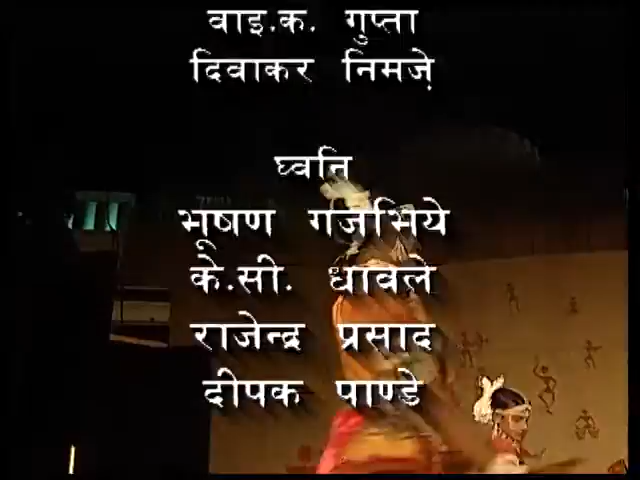 वाइ.क. गुप्ता
दिवाकर निमजे़
घ्वनि
भूषण गजभिये
के.सी. धावले
राजेन्द्र प्रसाद
दीपक पाण्डे